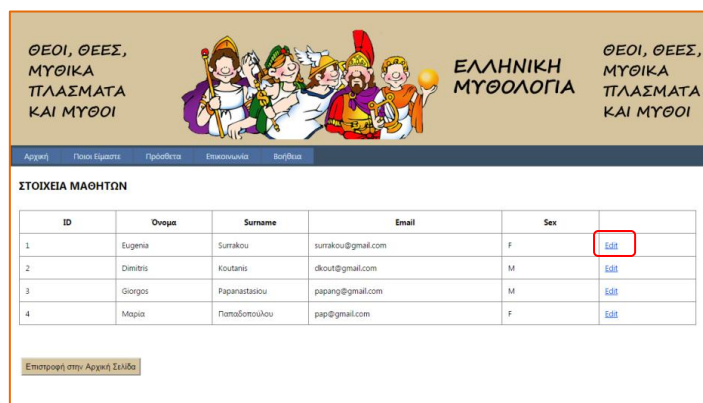 ΘΕΟΙ, ΘΕΕΣ,
ΜΥΘΙΚΑ
ΠΛΑΣΜΑΤΑ
ΚΑΙ ΜΥΘΟΙ
ΕΛΛΗΝΙΚΗ
ΜΥΘΟΛΟΓΙΑ
ΘΕΟΙ, ΘΕΕΣ,
ΜΥΘΙΚΑ
ΠΛΑΣΜΑΤΑ
ΚΑΙ ΜΥΘΟΙ
Αρχική Ποιοι Είμαστε Πρόσθετα Επικοινωνία Βοήθεια
ΣΤΟΙΧΕΙΑ ΜΑΘΗΤΩΝ
ID Όνομα Surname Email Sex
1 Eugenia Surrakou surrakou@gmail.com F Edit
2 Dimitris Koutanis dkout@gmail.com M Edit
3 Giorgos Papanastasiou papang@gmail.com M Edit
4 Μαρία Παπαδοπούλου pap@gmail.com F Edit
Επιστροφή στην Αρχική Σελίδα